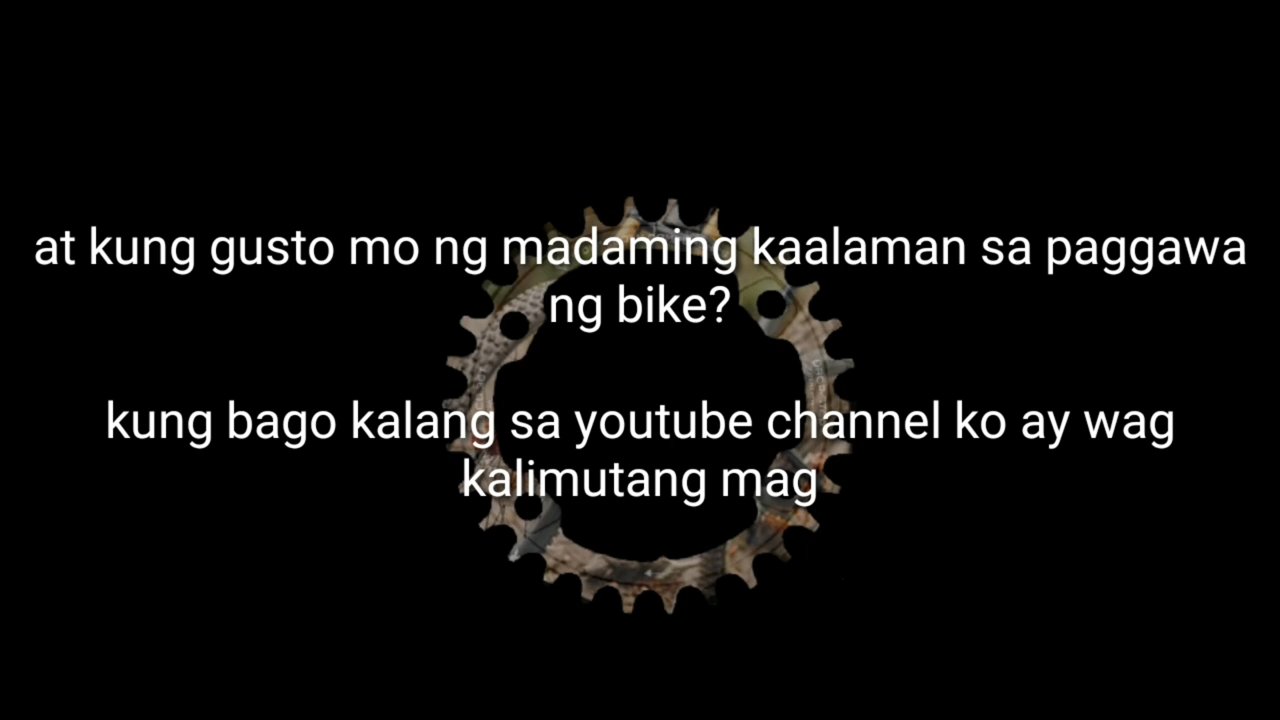 at kung gusto mo ng madaming kaalaman sa paggawa
ng bike?
kung bago kalang sa youtube channel ko ay wag
kalimutang mag